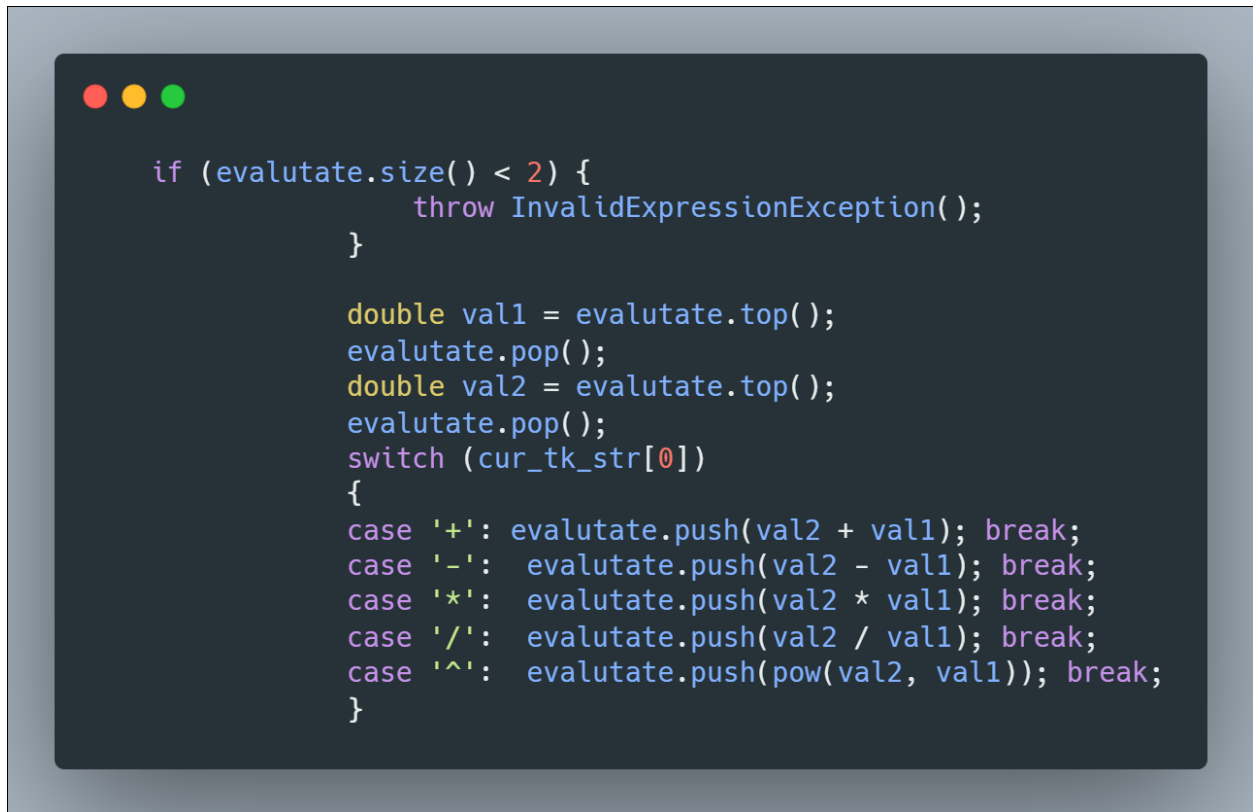 if (evalutate.size() < 2) {
throw InvalidExpressionException();
}
double val1 = evalutate.top();
evalutate.pop();
double val2 = evalutate.top();
evalutate.pop();
switch (cur_tk_str[0])
{
case '+': evalutate.push(val2 + val1); break;
case '-':  evalutate.push(val2 - val1); break;
case '*':  evalutate.push(val2 * val1); break;
case '/':  evalutate.push(val2 / val1); break;
case '^':  evalutate.push(pow(val2, val1)); break;
}